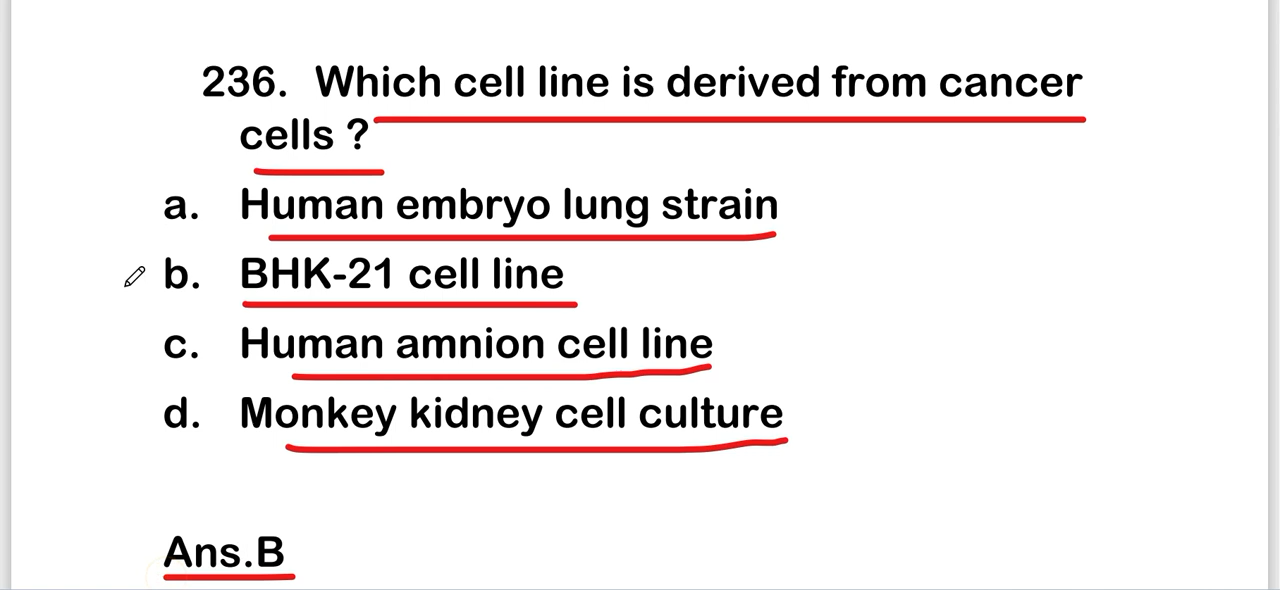 236. Which cell line is derived from cancer
cells ?
a. Human embryo lung strain
b. BHK-21 cell line
c. Human amnion cell line
d. Monkey kidney cell culture
Ans.B